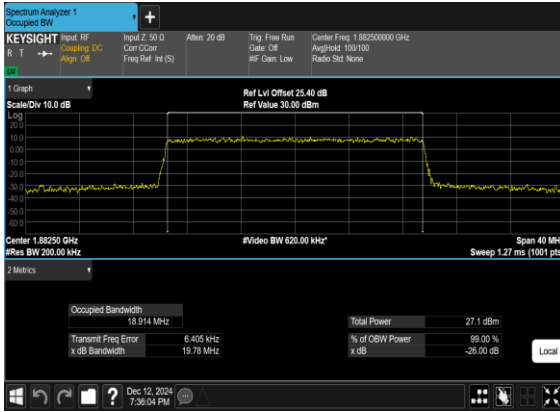 Spectrum Analyzer 1
Occupied BW
+
KEYSIGHT Input: RF Input Z: 50 Ω Atten: 20 dB Trig: Free Run Center Freq: 1.882500000 GHz
R T Coupling: DC Corr CCorr Gate: Off Avg|Hold: 100/100
Align: Off Freq Ref: Int (S) #IF Gain: Low Radio Std: None
1 Graph
Ref Lvl Offset 25.40 dB
Scale/Div 10.0 dB Ref Value 30.00 dBm
Log
20.0
10.0
0.00
-10.0
-20.0
-30.0
-40.0
-50.0
-60.0
Center 1.88250 GHz #Video BW 620.00 kHz* Span 40 MH
#Res BW 200.00 kHz Sweep 1.27 ms (1001 pts
2 Metrics
Occupied Bandwidth
18.914 MHz Total Power 27.1 dBm
Transmit Freq Error 6.405 kHz % of OBW Power 99.00 %
x dB Bandwidth 19.78 MHz x dB -26.00 dB
Local
? Dec 12, 2024
7:36:04 PM